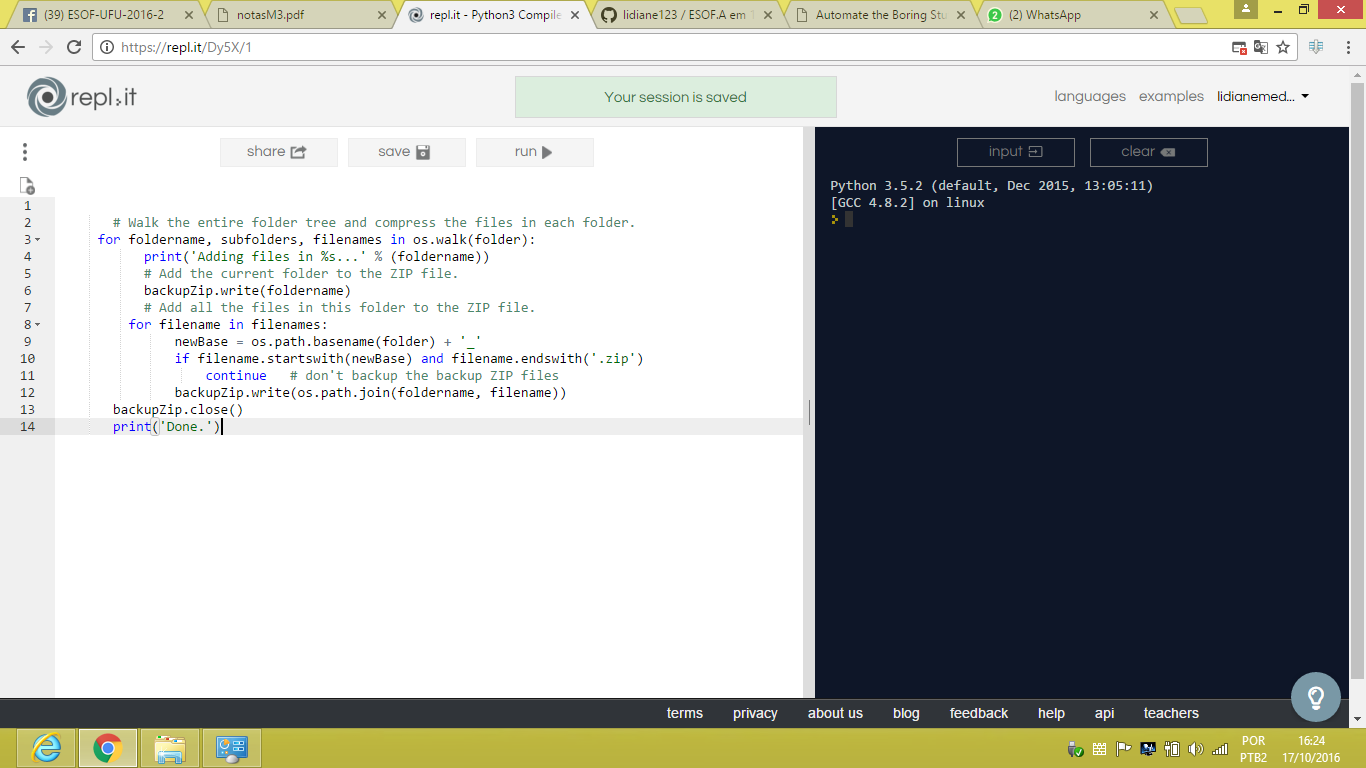 (39) ESOF-UFU-2016-2
notasM3.pdf
repl.it - Python3 Compile
lidiane123 / ESOF.A em 1
Automate the Boring Stu
(2) WhatsApp
https://repl.it/Dy5X/1
repl.it
Your session is saved
languages examples lidianemed...
share save run
input clear
1
2 # Walk the entire folder tree and compress the files in each folder.
3 for foldername, subfolders, filenames in os.walk(folder):
4 print('Adding files in %s...' % (foldername))
5 # Add the current folder to the ZIP file.
6 backupZip.write(foldername)
7 # Add all the files in this folder to the ZIP file.
8 for filename in filenames:
9 newBase = os.path.basename(folder) + '_'
10 if filename.startswith(newBase) and filename.endswith('.zip')
11 continue # don't backup the backup ZIP files
12 backupZip.write(os.path.join(foldername, filename))
13 backupZip.close()
14 print('Done.')
Python 3.5.2 (default, Dec 2015, 13:05:11)
[GCC 4.8.2] on linux
terms privacy about us blog feedback help api teachers
POR 16:24
PTB2 17/10/2016